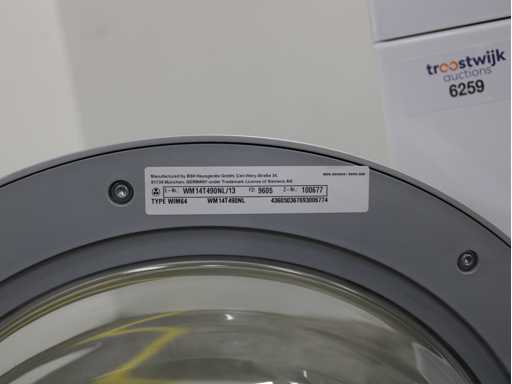 troostwijk
auctions
6259
Manufactured by BSH Hausgeräte GmbH, Carl-Wery-Straße 34,
81739 München, GERMANY under Trademark License of Siemens AG
E-Nr. WM14T490NL/13 FD 9605 Z-Nr. 100677
TYPE WIM64 WM14T490NL 436050367693006774